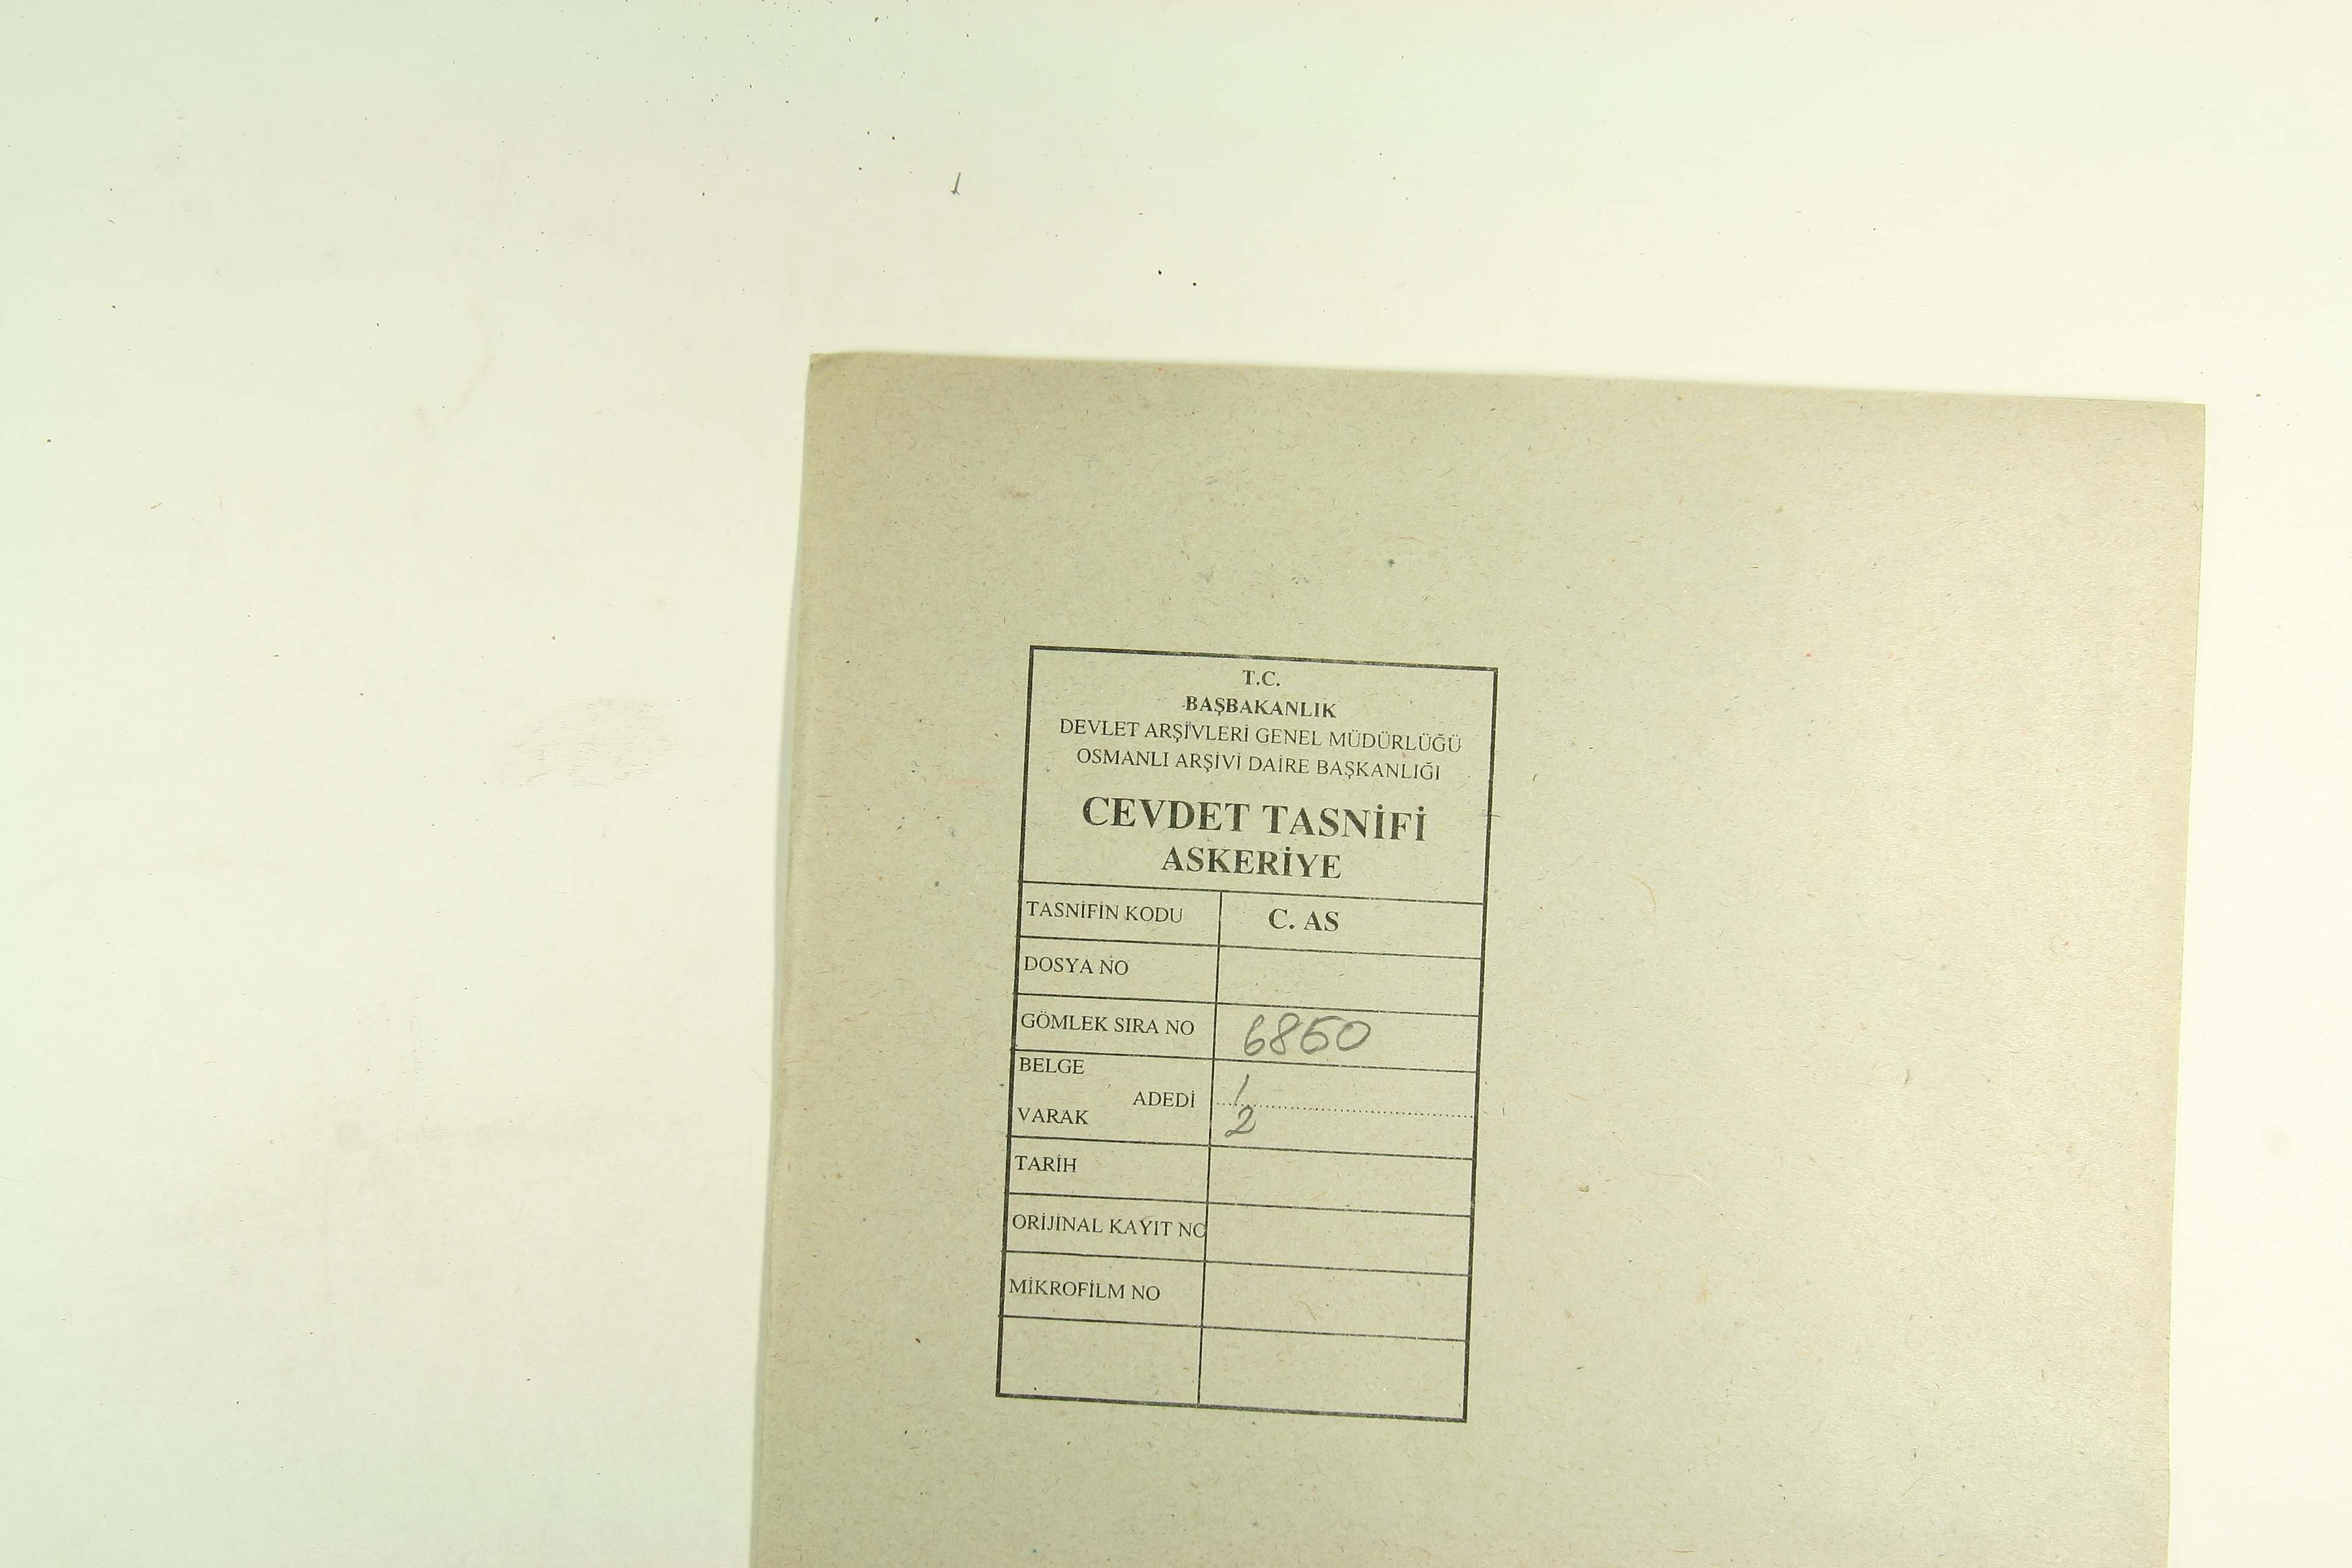 T.C.
BAŞBAKANLIK
DEVLET ARŞİVLERİ GENEL MÜDÜRLÜĞÜ
OSMANLI ARŞİVİ DAİRE BAŞKANLIĞI
CEVDET TASNİFİ
ASKERİYE
TASNİFİN KODU C. AS
DOSYA NO
GÖMLEK SIRA NO 6850
BELGE 1
ADEDİ
VARAK 2
TARİH
ORİJİNAL KAYIT NO
MİKROFİLM NO